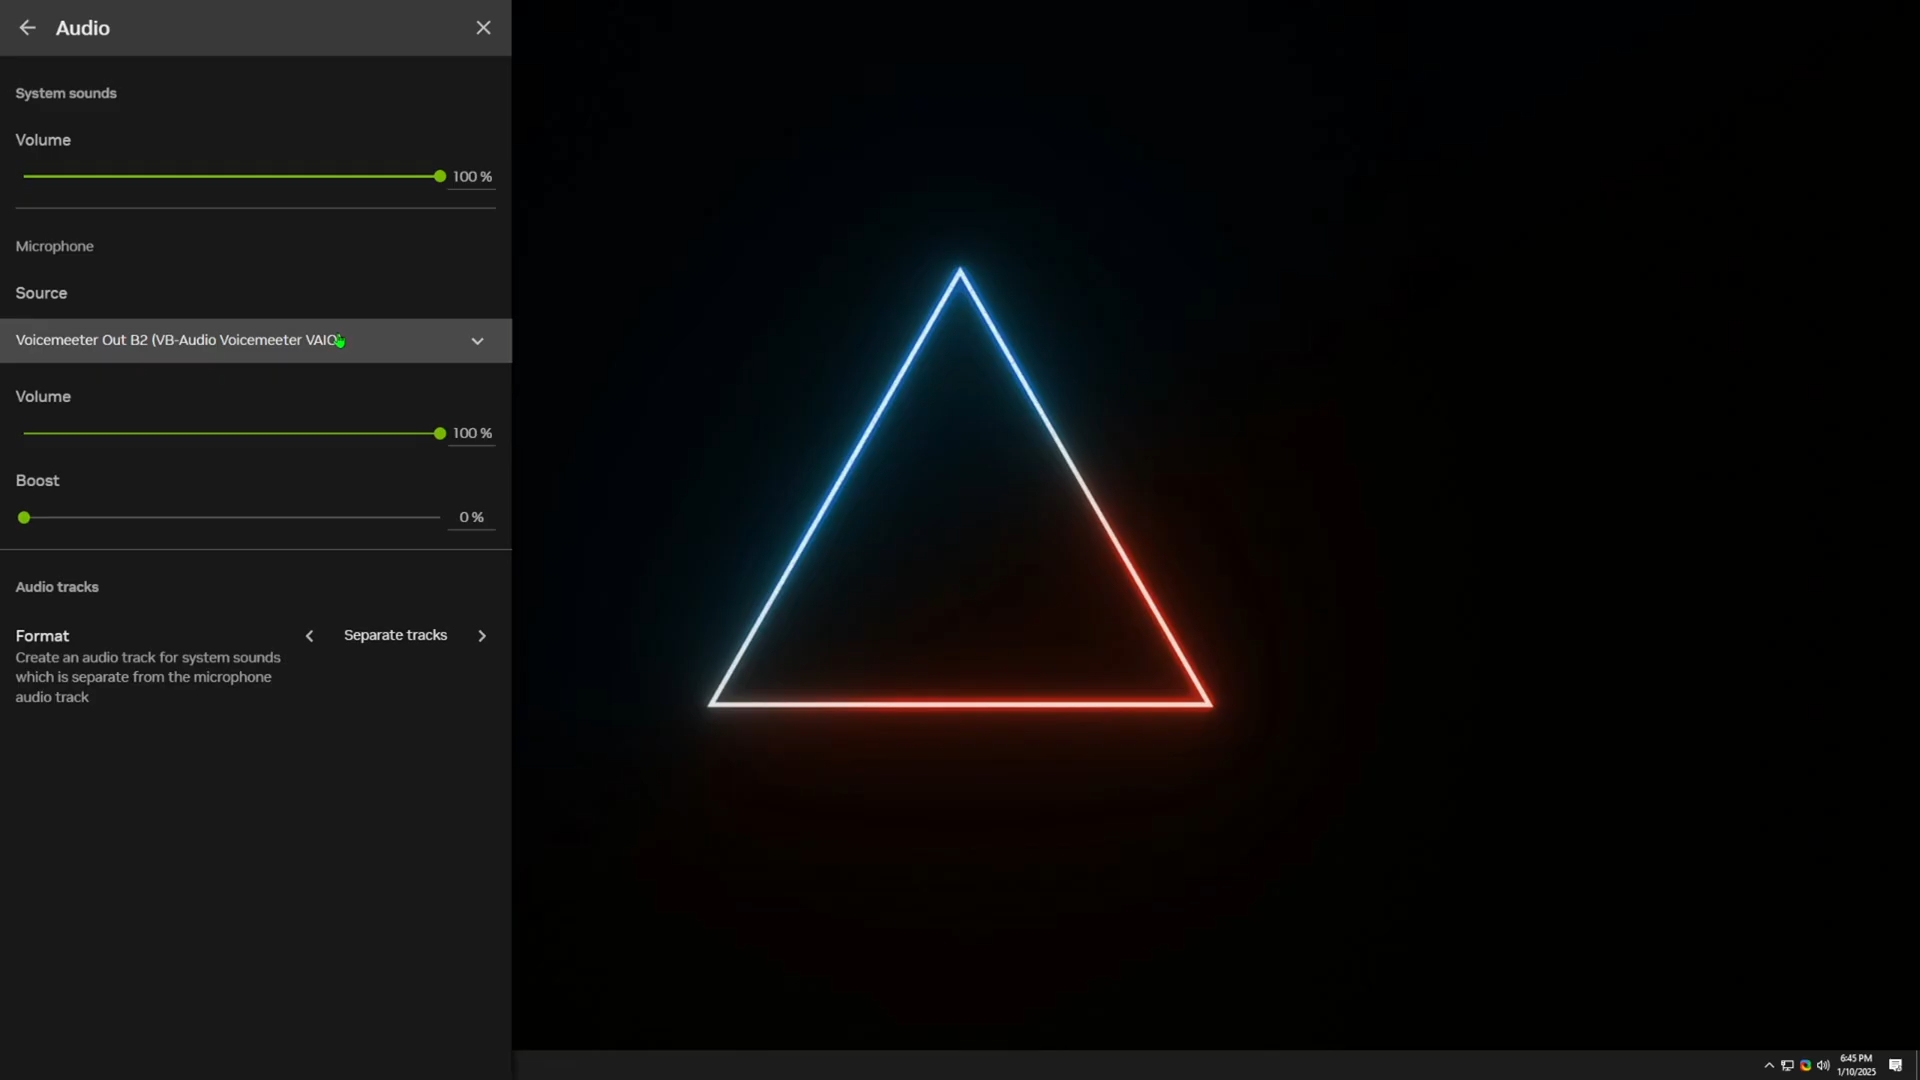 Audio
System sounds
Volume
100 %
Microphone
Source
Voicemeeter Out B2 (VB-Audio Voicemeeter VAIO)
Volume
100 %
Boost
0 %
Audio tracks
Format
Separate tracks
Create an audio track for system sounds
which is separate from the microphone
audio track
6:45 PM
1/10/2025